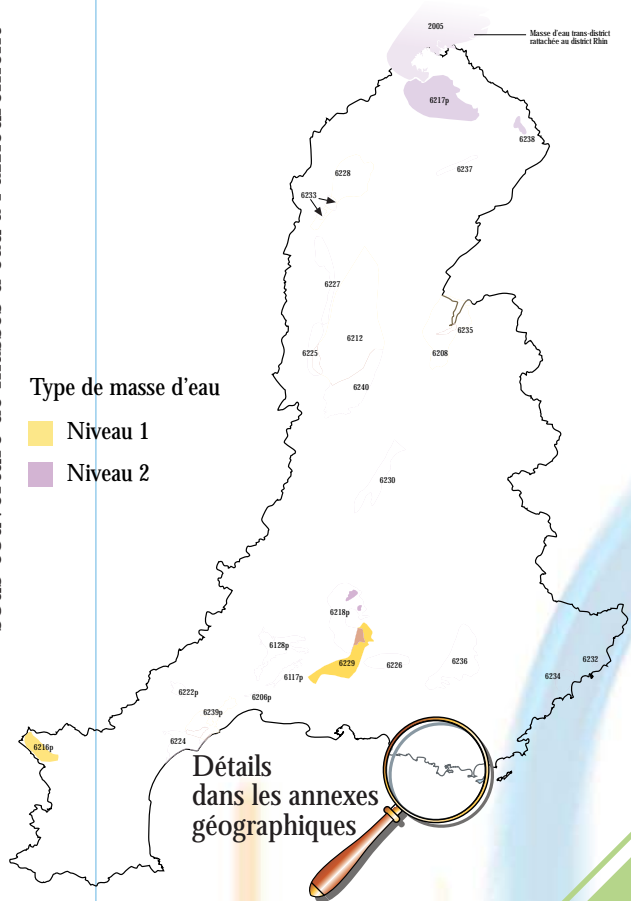 2005
Masse d'eau trans-district
rattachée au district Rhin
6217p
6238
6228
6237
6233
6227
6235
6212
6225
6208
6240
Type de masse d'eau
Niveau 1
Niveau 2
6230
6218p
6128p
6229
6226
6236
6232
6117p
6234
6222p
6206p
6239p
6224
6216p
Détails
dans les annexes
géographiques